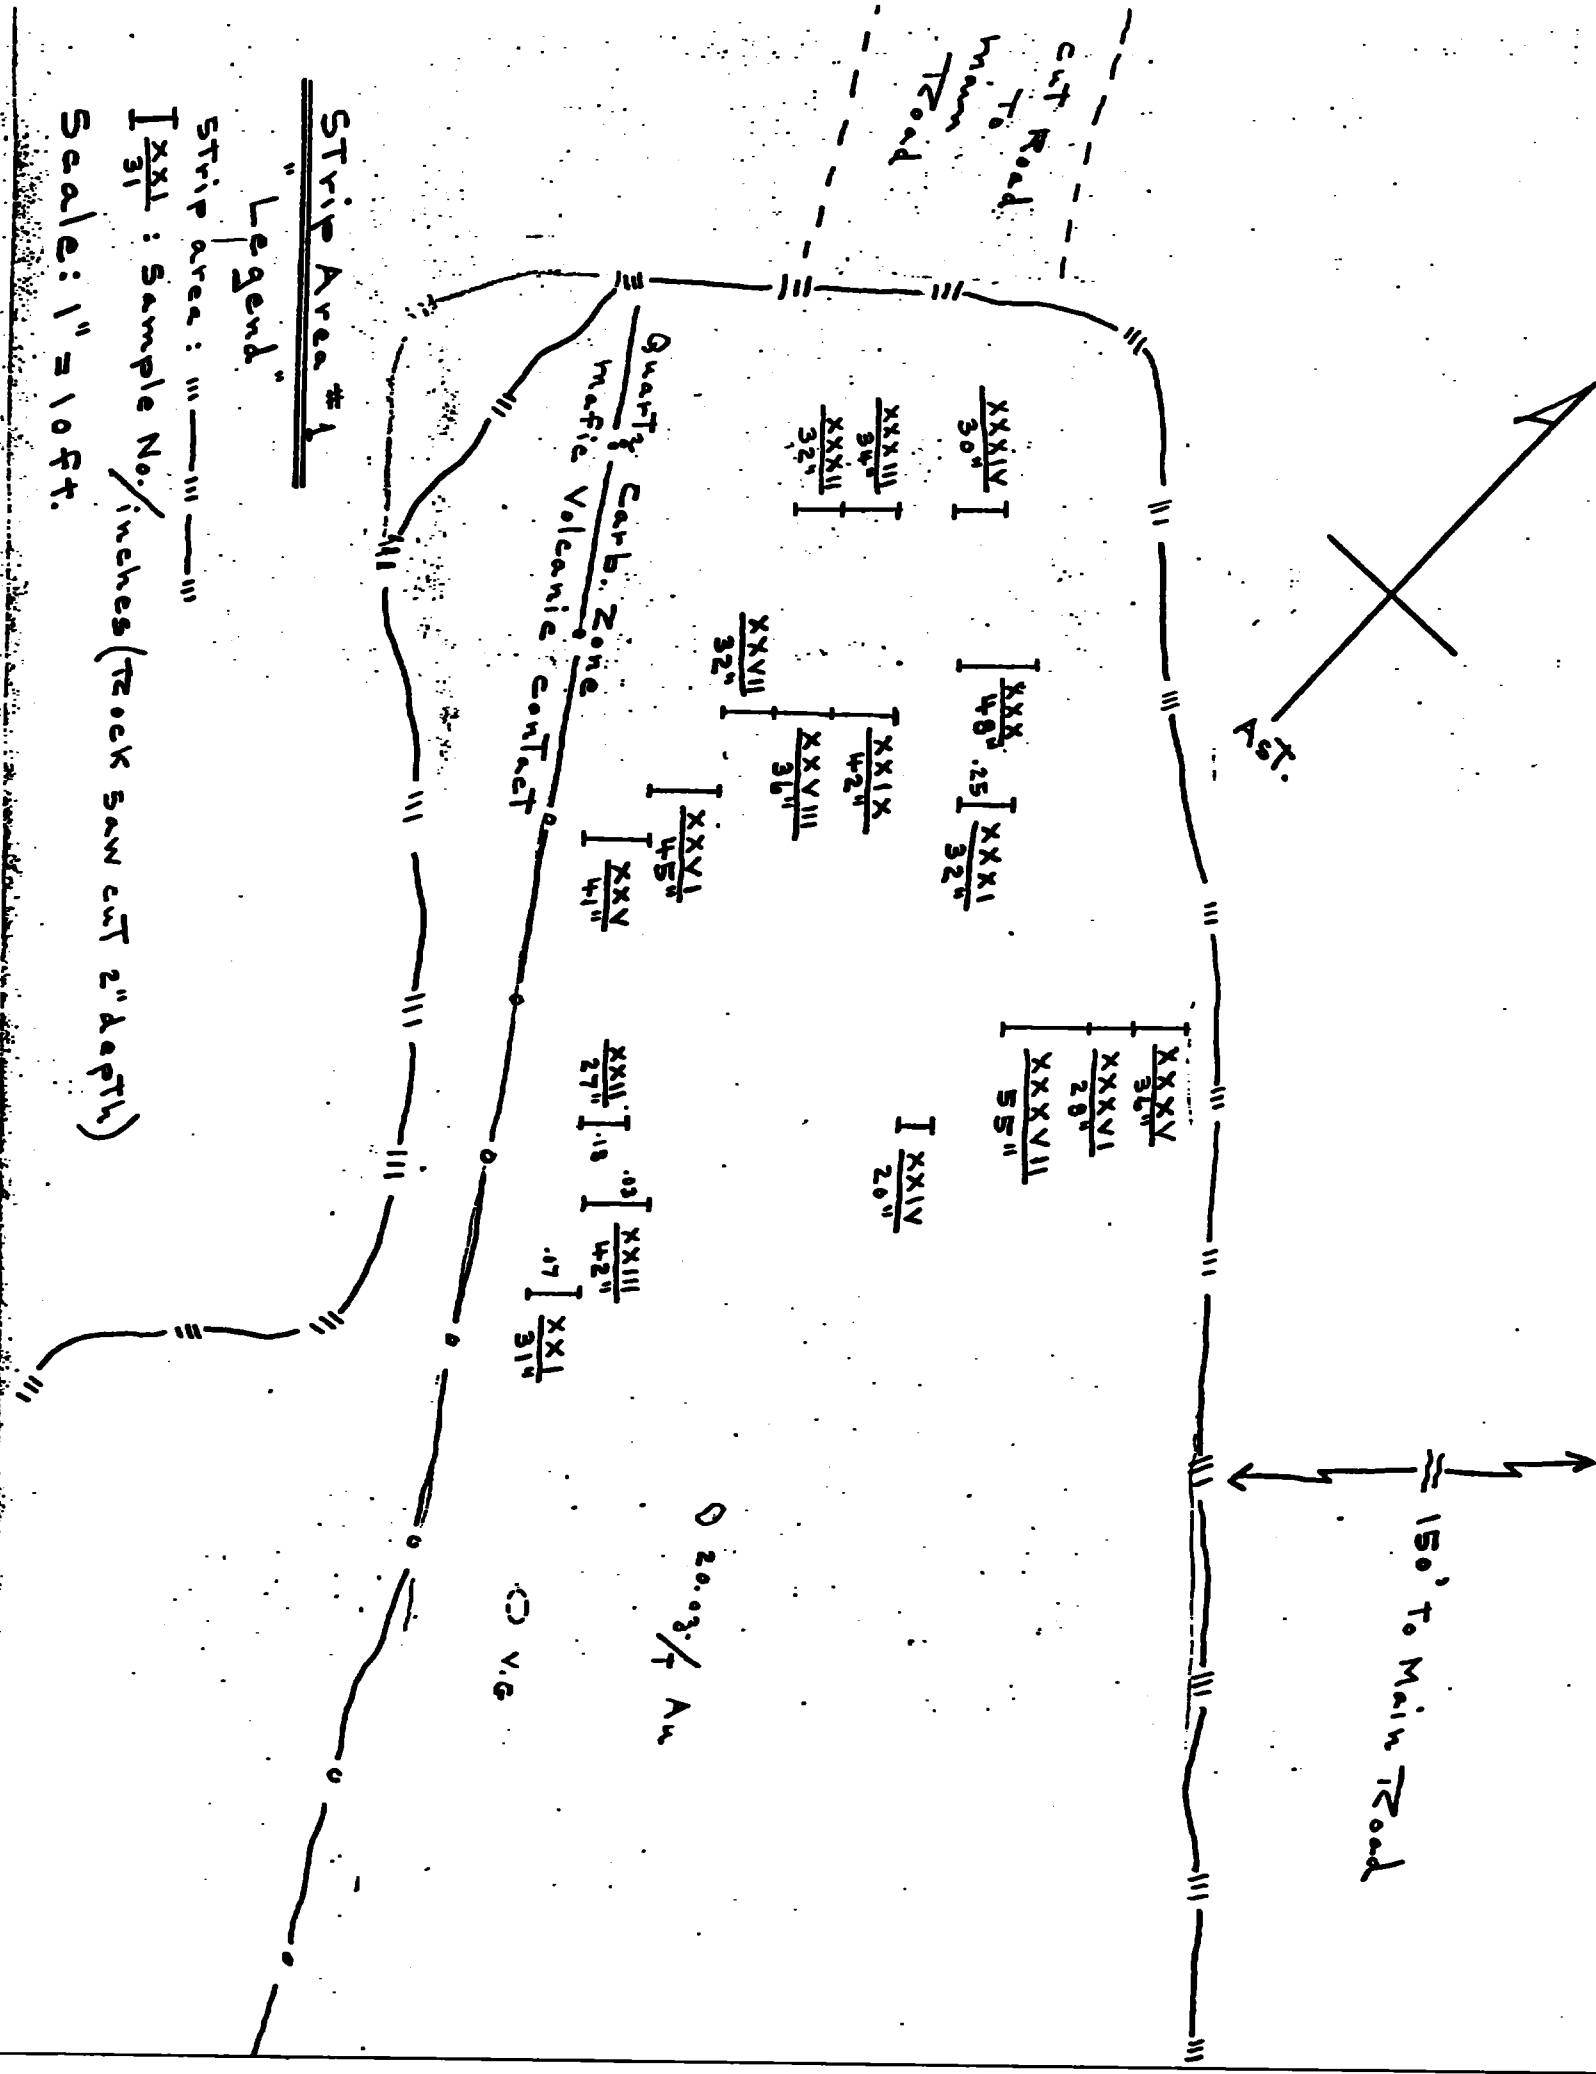 150' To Main Road
Ast.
Cut Road
To
main
Road
XXXIV
30"
XXXIII
34"
XXXII
32"
XXX
48"
.25
XXXI
32"
XXIX
42"
XXVIII
36"
XXVII
32"
XXVI
45"
XXV
41"
XXXV
36"
XXXVI
28"
XXXVII
55"
XXIV
20"
XXII
27"
.18
.03
XXIII
42"
.07
XXI
31"
20.03./T Au
V.G
Quartz Carb. Zone
mafic Volcanic contact
Strip Area #1
"Legend"
Strip area:
XXI
31 : Sample No./inches (Rock saw cut 2" depth)
Scale: 1" = 10ft.